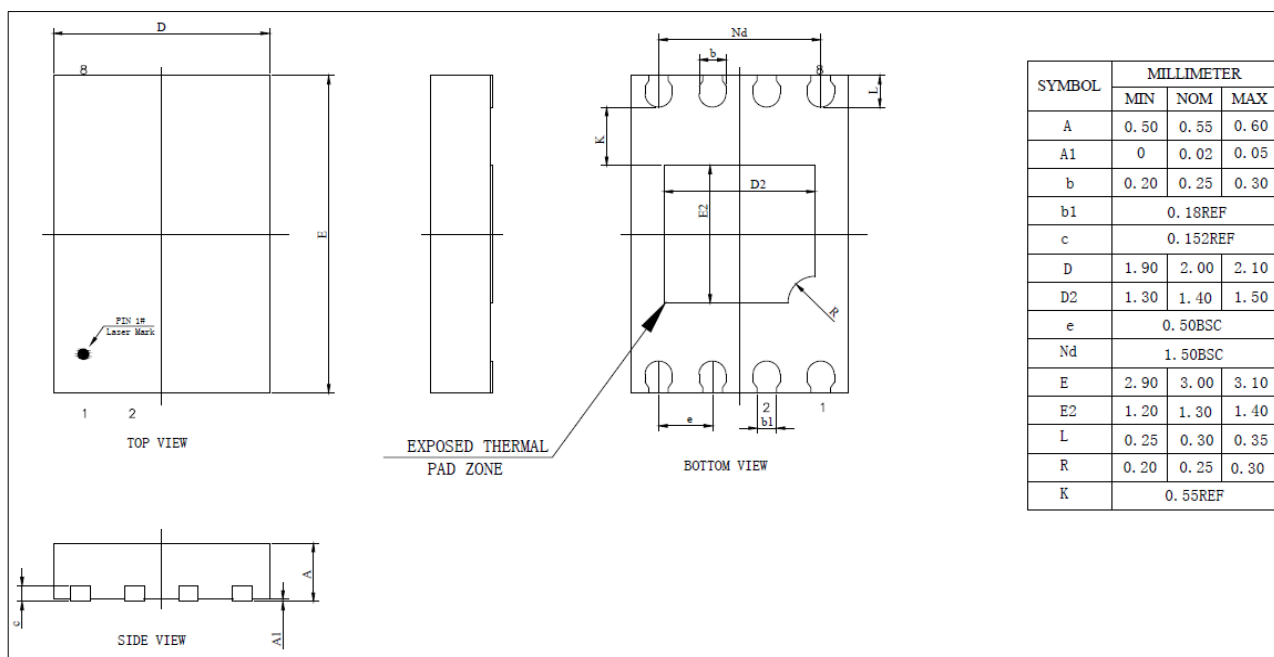 D
8
E
PIN 1#
Laser Mark
1 2
TOP VIEW
Nd
b
8
L
K
D2
E2
R
e
2
b1
1
EXPOSED THERMAL
PAD ZONE
BOTTOM VIEW
A
c
A1
SIDE VIEW
SYMBOL MILLIMETER
MIN NOM MAX
A 0.50 0.55 0.60
A1 0 0.02 0.05
b 0.20 0.25 0.30
b1 0.18REF
c 0.152REF
D 1.90 2.00 2.10
D2 1.30 1.40 1.50
e 0.50BSC
Nd 1.50BSC
E 2.90 3.00 3.10
E2 1.20 1.30 1.40
L 0.25 0.30 0.35
R 0.20 0.25 0.30
K 0.55REF